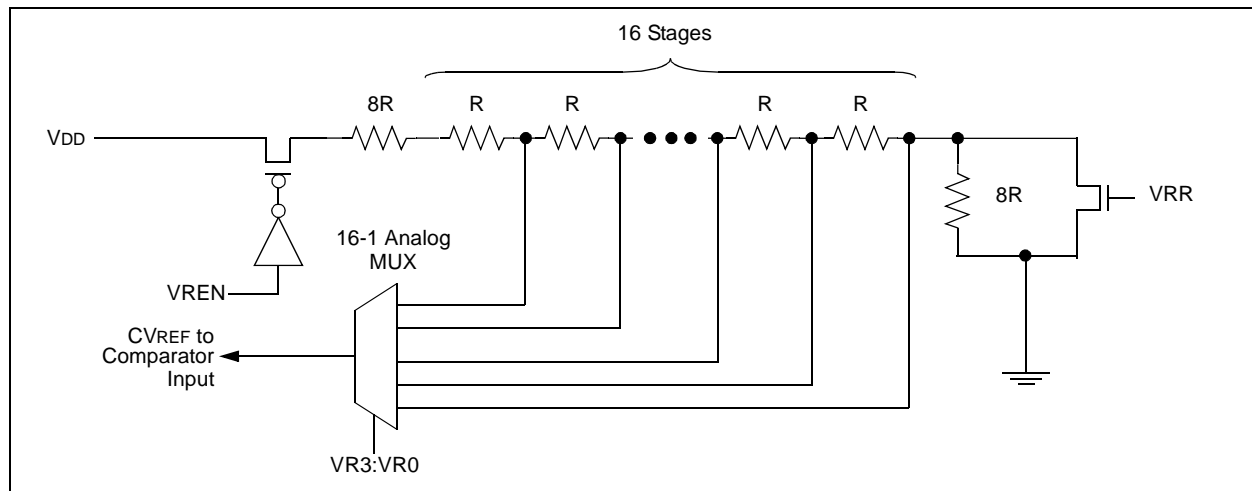 16 Stages
8R
R
R
R
R
VDD
8R
VRR
16-1 Analog
MUX
VREN
CVREF to
Comparator
Input
VR3:VR0